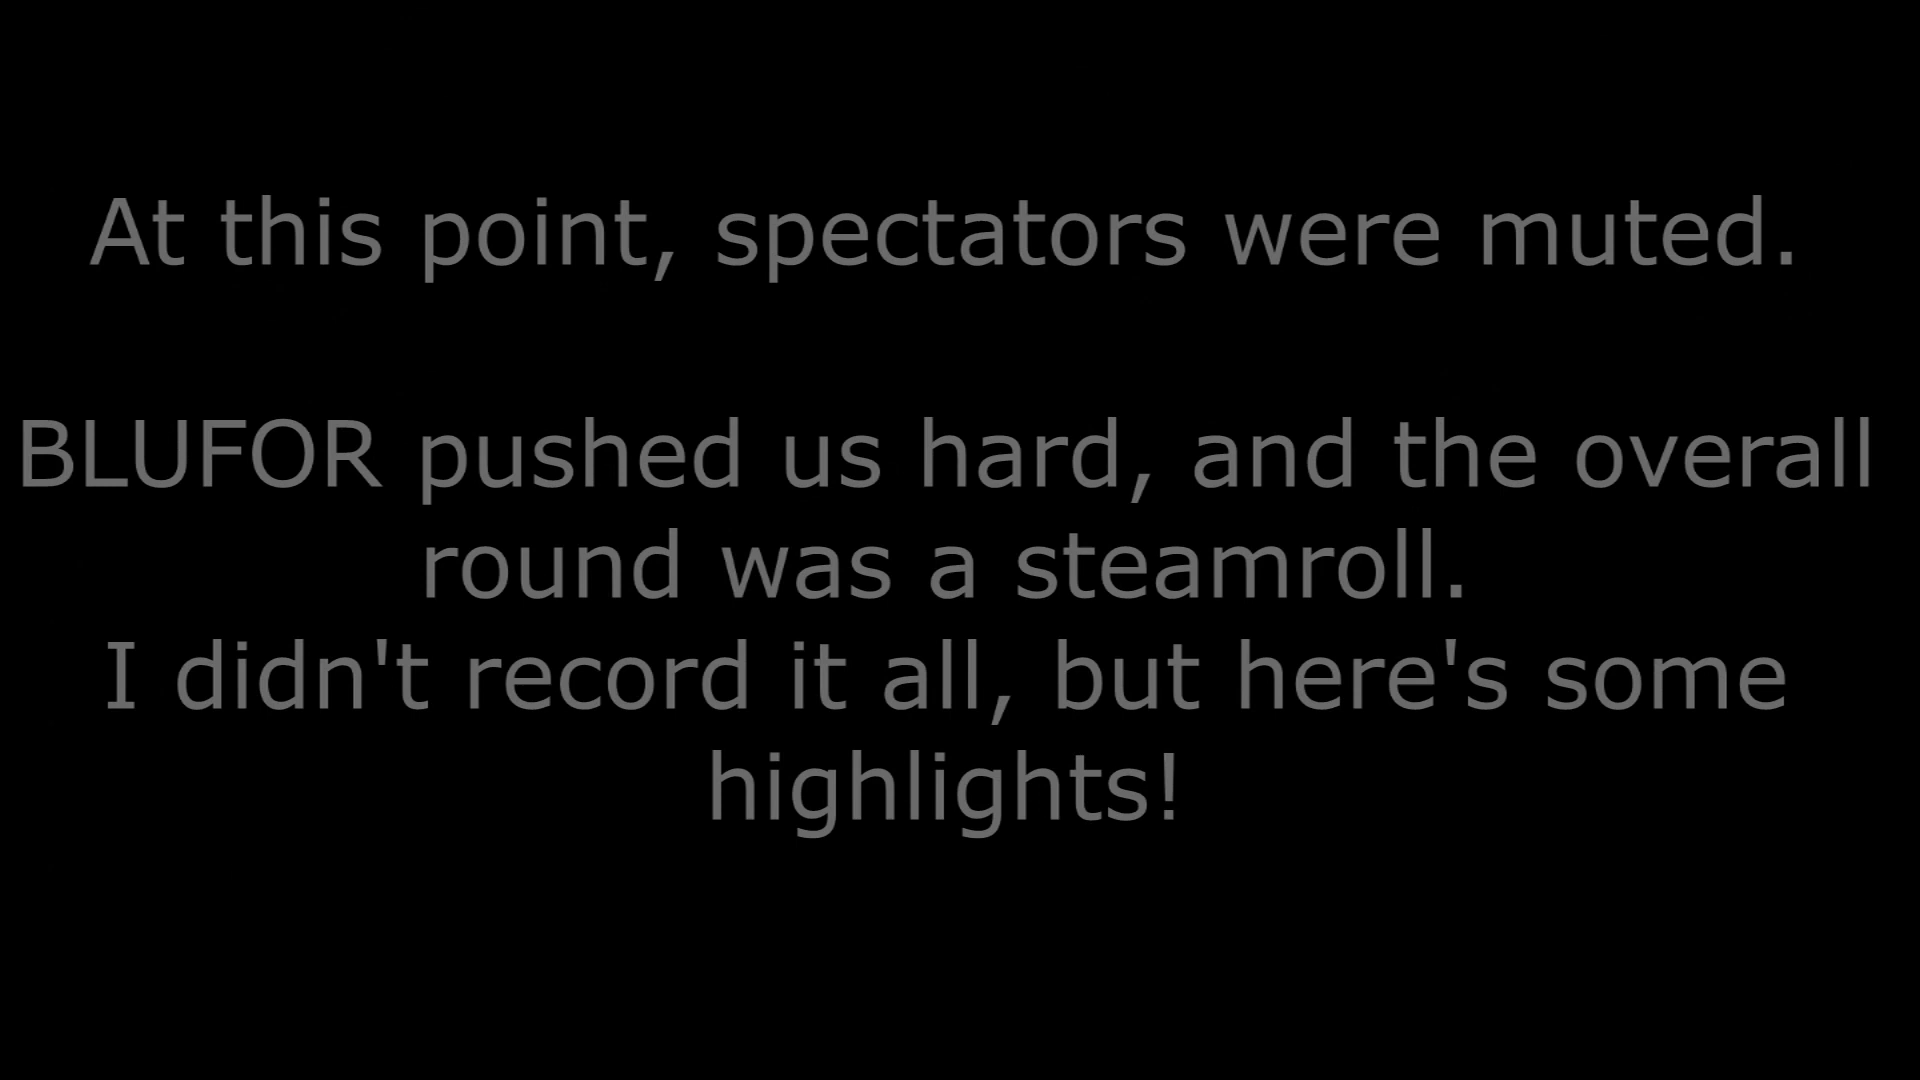 At this point, spectators were muted.
BLUFOR pushed us hard, and the overall
round was a steamroll.
I didn't record it all, but here's some
highlights!